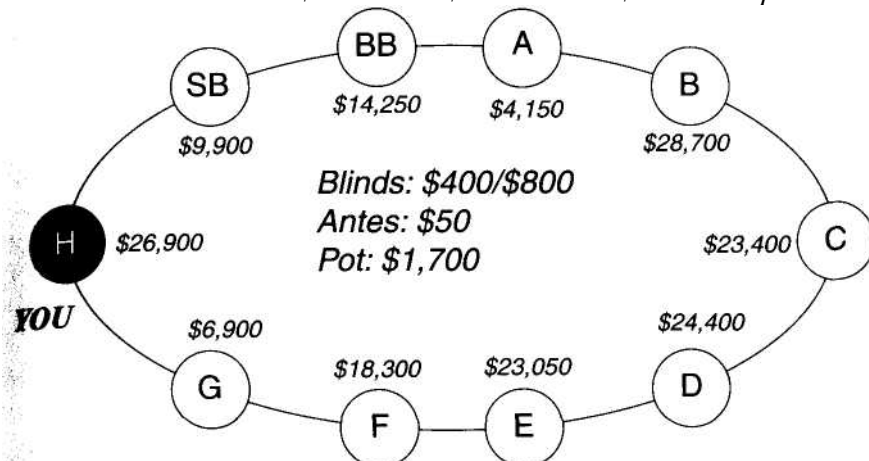 BB
A
SB
B
$14,250
$4,150
$9,900
$28,700
Blinds: $400/$800
Antes: $50
Pot: $1,700
H
$26,900
$23,400
C
YOU
$6,900
$24,400
$18,300
$23,050
G
D
F
E